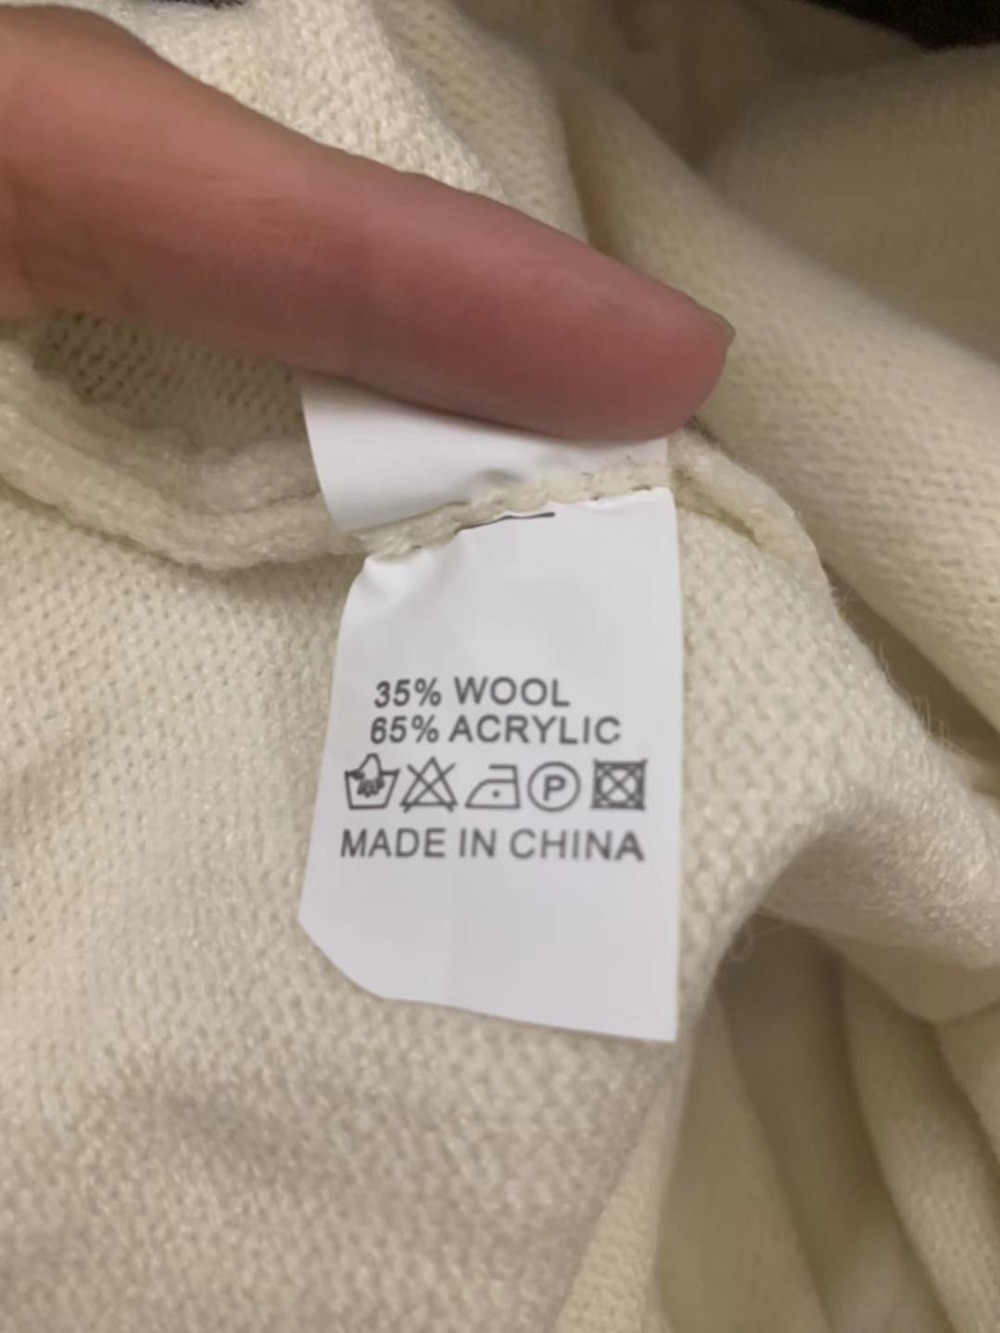 35% WOOL
65% ACRYLIC
P
MADE IN CHINA